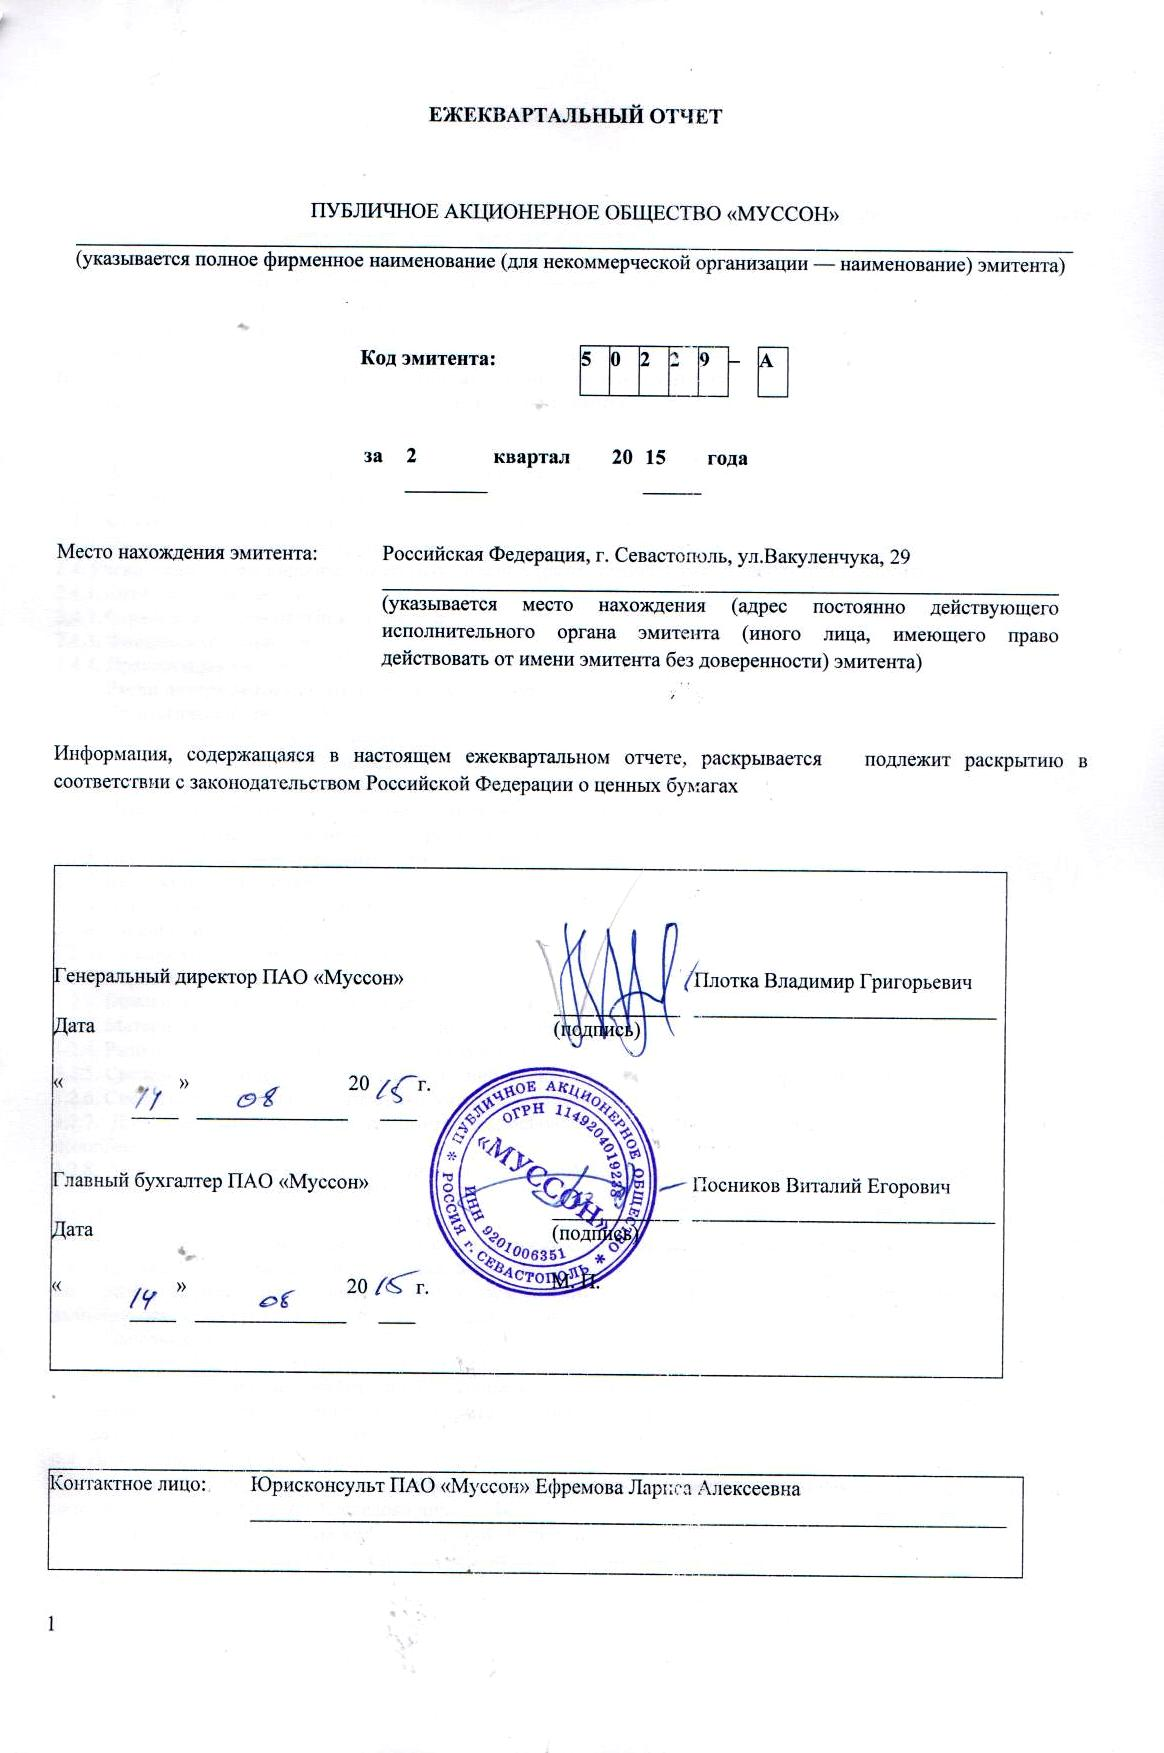 ЕЖЕКВАРТАЛЬНЫЙ ОТЧЕТ
ПУБЛИЧНОЕ АКЦИОНЕРНОЕ ОБЩЕСТВО «МУССОН»
(указывается полное фирменное наименование (для некоммерческой организации — наименование) эмитента)
Код эмитента: 5 0 2 2 9 – А
за 2 квартал 20 15 года
Место нахождения эмитента: Российская Федерация, г. Севастополь, ул.Вакуленчука, 29
(указывается место нахождения (адрес постоянно действующего
исполнительного органа эмитента (иного лица, имеющего право
действовать от имени эмитента без доверенности) эмитента)
Информация, содержащаяся в настоящем ежеквартальном отчете, раскрывается подлежит раскрытию в
соответствии с законодательством Российской Федерации о ценных бумагах
Генеральный директор ПАО «Муссон» Плотка Владимир Григорьевич
Дата (подпись)
« 14 » 08 20 15 г.
Главный бухгалтер ПАО «Муссон» Посников Виталий Егорович
Дата (подпись)
« 14 » 08 20 15 г. М. П.
* ПУБЛИЧНОЕ АКЦИОНЕРНОЕ ОБЩЕСТВО * РОССИЯ г. СЕВАСТОПОЛЬ
ОГРН 1149204019238
«МУССОН»
ИНН 9201006351
Контактное лицо: Юрисконсульт ПАО «Муссон» Ефремова Лариса Алексеевна
1